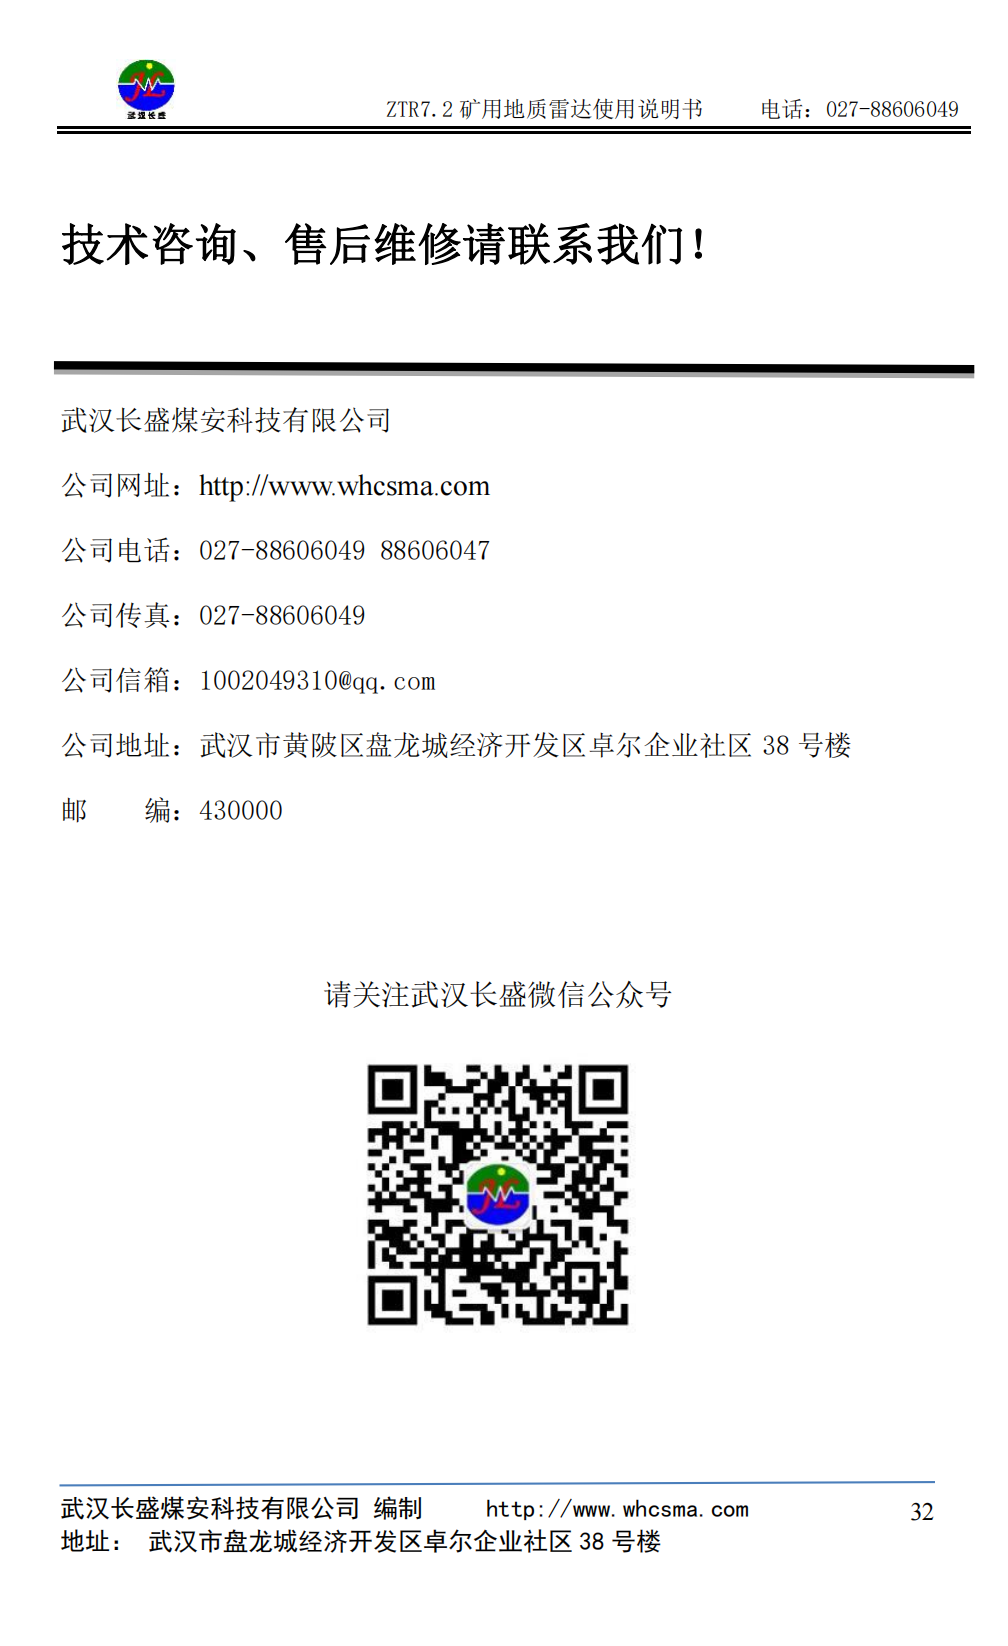 武汉长盛
ZTR7.2 矿用地质雷达使用说明书 电话：027-88606049
技术咨询、售后维修请联系我们！
武汉长盛煤安科技有限公司
公司网址：http://www.whcsma.com
公司电话：027-88606049 88606047
公司传真：027-88606049
公司信箱：1002049310@qq.com
公司地址：武汉市黄陂区盘龙城经济开发区卓尔企业社区 38 号楼
邮 编：430000
请关注武汉长盛微信公众号
武汉长盛煤安科技有限公司 编制 http://www.whcsma.com 32
地址： 武汉市盘龙城经济开发区卓尔企业社区 38 号楼